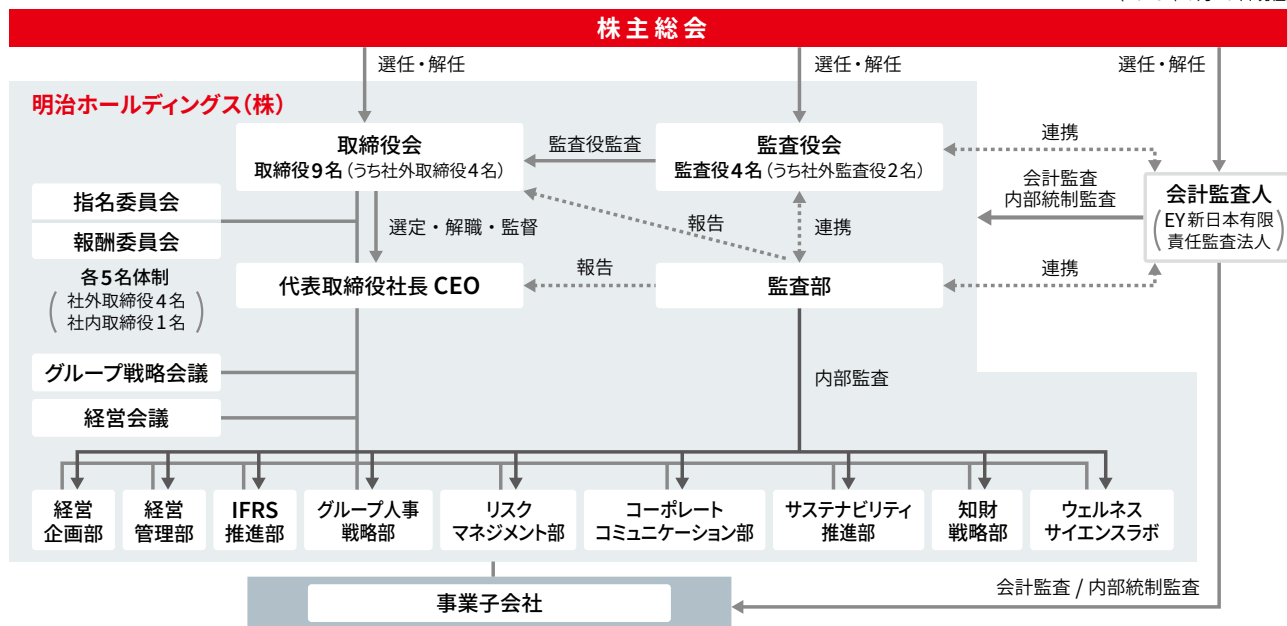 株主総会
選任・解任
選任・解任
選任・解任
明治ホールディングス(株)
取締役会
取締役9名(うち社外取締役4名)
監査役監査
監査役会
監査役4名(うち社外監査役2名)
連携
会計監査
内部統制監査
会計監査人
(EY新日本有限
責任監査法人)
指名委員会
報酬委員会
各5名体制
(社外取締役4名
社内取締役1名)
選定・解職・監督
報告
連携
代表取締役社長 CEO
報告
監査部
連携
グループ戦略会議
経営会議
内部監査
経営
企画部
経営
管理部
IFRS
推進部
グループ人事
戦略部
リスク
マネジメント部
コーポレート
コミュニケーション部
サステナビリティ
推進部
知財
戦略部
ウェルネス
サイエンスラボ
事業子会社
会計監査 / 内部統制監査